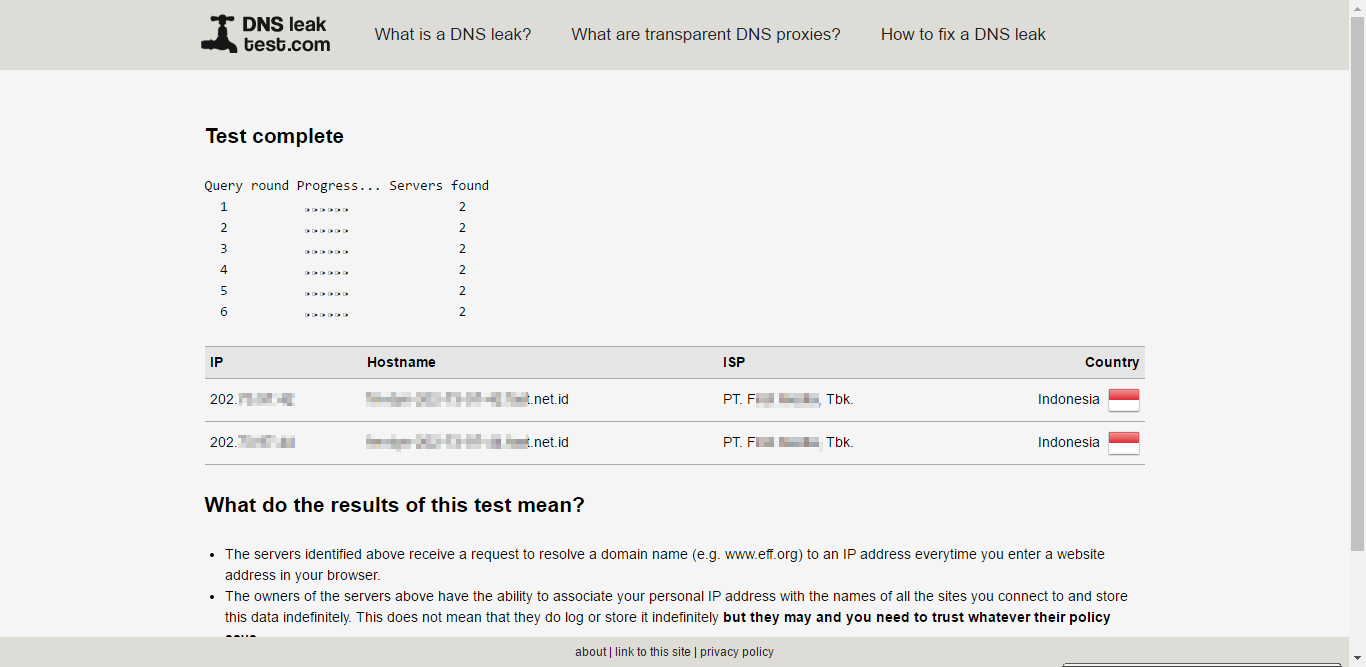 DNS leak
test.com
What is a DNS leak? What are transparent DNS proxies? How to fix a DNS leak
Test complete
Query round Progress... Servers found
1 ...... 2
2 ...... 2
3 ...... 2
4 ...... 2
5 ...... 2
6 ...... 2
IP Hostname ISP Country
202. .net.id PT. F , Tbk. Indonesia
202. .net.id PT. F , Tbk. Indonesia
What do the results of this test mean?
• The servers identified above receive a request to resolve a domain name (e.g. www.eff.org) to an IP address everytime you enter a website
address in your browser.
• The owners of the servers above have the ability to associate your personal IP address with the names of all the sites you connect to and store
this data indefinitely. This does not mean that they do log or store it indefinitely but they may and you need to trust whatever their policy
about | link to this site | privacy policy